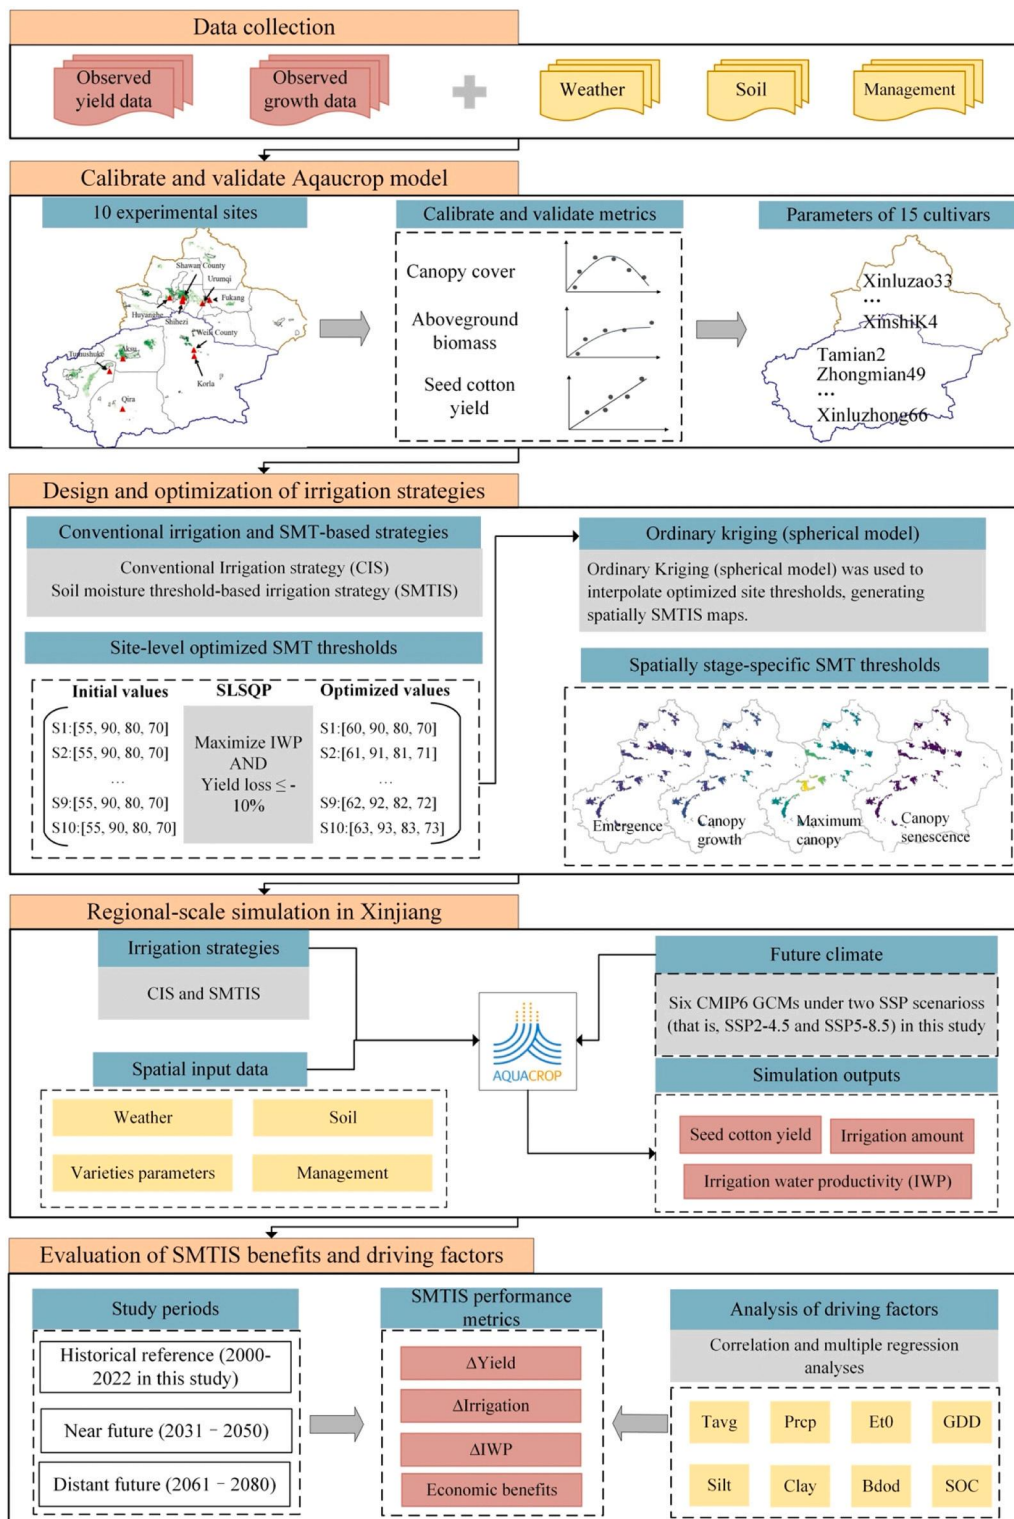 Data collection
Observed
yield data
Observed
growth data
Weather
Soil
Management
Calibrate and validate Aqaucrop model
10 experimental sites
Shawan County
Urumqi
Fukang
Huyanghe
Shihezi
Weili County
Tumushuke
Aksu
Korla
Qira
Calibrate and validate metrics
Canopy cover
Aboveground
biomass
Seed cotton
yield
Parameters of 15 cultivars
Xinluzao33
...
XinshiK4
Tamian2
Zhongmian49
...
Xinluzhong66
Design and optimization of irrigation strategies
Conventional irrigation and SMT-based strategies
Conventional Irrigation strategy (CIS)
Soil moisture threshold-based irrigation strategy (SMTIS)
Site-level optimized SMT thresholds
Initial values
S1:[55, 90, 80, 70]
S2:[55, 90, 80, 70]
...
S9:[55, 90, 80, 70]
S10:[55, 90, 80, 70]
SLSQP
Maximize IWP
AND
Yield loss ≤ -
10%
Optimized values
S1:[60, 90, 80, 70]
S2:[61, 91, 81, 71]
...
S9:[62, 92, 82, 72]
S10:[63, 93, 83, 73]
Ordinary kriging (spherical model)
Ordinary Kriging (spherical model) was used to
interpolate optimized site thresholds, generating
spatially SMTIS maps.
Spatially stage-specific SMT thresholds
Emergence
Canopy
growth
Maximum
canopy
Canopy
senescence
Regional-scale simulation in Xinjiang
Irrigation strategies
CIS and SMTIS
Spatial input data
Weather
Soil
Varieties parameters
Management
AQUACROP
Future climate
Six CMIP6 GCMs under two SSP scenarioss
(that is, SSP2-4.5 and SSP5-8.5) in this study
Simulation outputs
Seed cotton yield
Irrigation amount
Irrigation water productivity (IWP)
Evaluation of SMTIS benefits and driving factors
Study periods
Historical reference (2000-
2022 in this study)
Near future (2031 – 2050)
Distant future (2061 – 2080)
SMTIS performance
metrics
ΔYield
ΔIrrigation
ΔIWP
Economic benefits
Analysis of driving factors
Correlation and multiple regression
analyses
Tavg
Prcp
Et0
GDD
Silt
Clay
Bdod
SOC